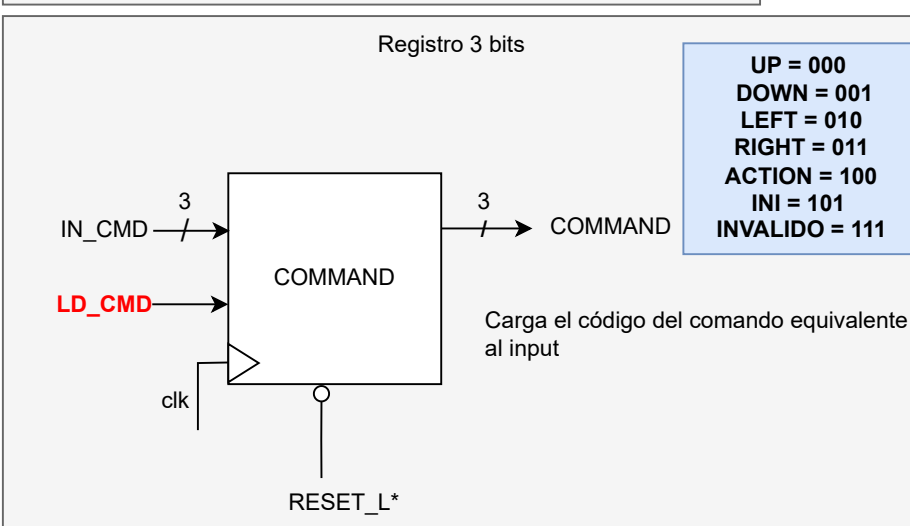 Registro 3 bits
UP = 000
DOWN = 001
LEFT = 010
RIGHT = 011
ACTION = 100
INI = 101
INVALIDO = 111
3
IN_CMD
3
COMMAND
COMMAND
LD_CMD
Carga el código del comando equivalente
al input
clk
RESET_L*